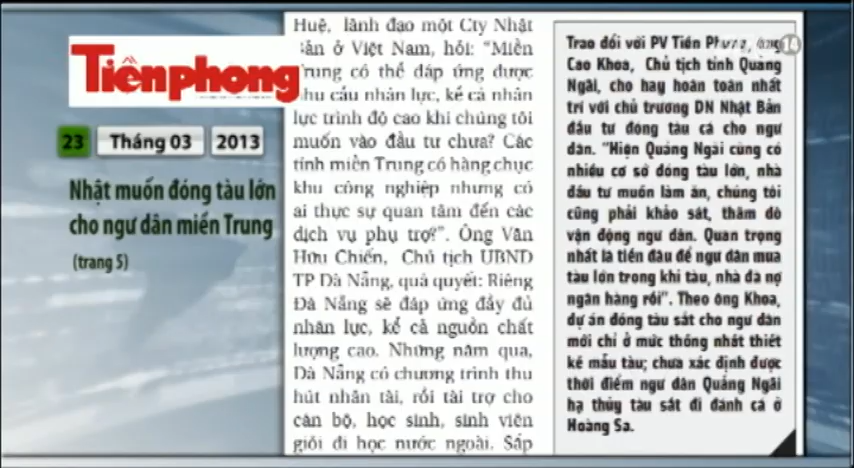 Tiềnphong
23 Tháng 03 2013
Nhật muốn đóng tàu lớn
cho ngư dân miền Trung
(trang 5)
Huệ, lãnh đạo một Cty Nhật
Bản ở Việt Nam, hỏi: “Miền
Trung có thể đáp ứng được
nhu cầu nhân lực, kể cả nhân
lực trình độ cao khi chúng tôi
muốn vào đầu tư chưa? Các
tỉnh miền Trung có hàng chục
khu công nghiệp nhưng có
ai thực sự quan tâm đến các
dịch vụ phụ trợ?”. Ông Văn
Hữu Chiến, Chủ tịch UBND
TP Đà Nẵng, quả quyết: Riêng
Đà Nẵng sẽ đáp ứng đầy đủ
nhân lực, kể cả nguồn chất
lượng cao. Những năm qua,
Đà Nẵng có chương trình thu
hút nhân tài, rồi tài trợ cho
cán bộ, học sinh, sinh viên
giỏi đi học nước ngoài. Sắp
14
Trao đổi với PV Tiền Phong, ông
Cao Khoa, Chủ tịch tỉnh Quảng
Ngãi, cho hay hoàn toàn nhất
trí với chủ trương DN Nhật Bản
đầu tư đóng tàu cá cho ngư
dân. “Hiện Quảng Ngãi cũng có
nhiều cơ sở đóng tàu lớn, nhà
đầu tư muốn làm ăn, chúng tôi
cũng phải khảo sát, thăm dò
vận động ngư dân. Quan trọng
nhất là tiền đâu để ngư dân mua
tàu lớn trong khi tàu, nhà đã nợ
ngân hàng rồi”. Theo ông Khoa,
dự án đóng tàu sắt cho ngư dân
mới chỉ ở mức thống nhất thiết
kế mẫu tàu; chưa xác định được
thời điểm ngư dân Quảng Ngãi
hạ thủy tàu sắt đi đánh cá ở
Hoàng Sa.